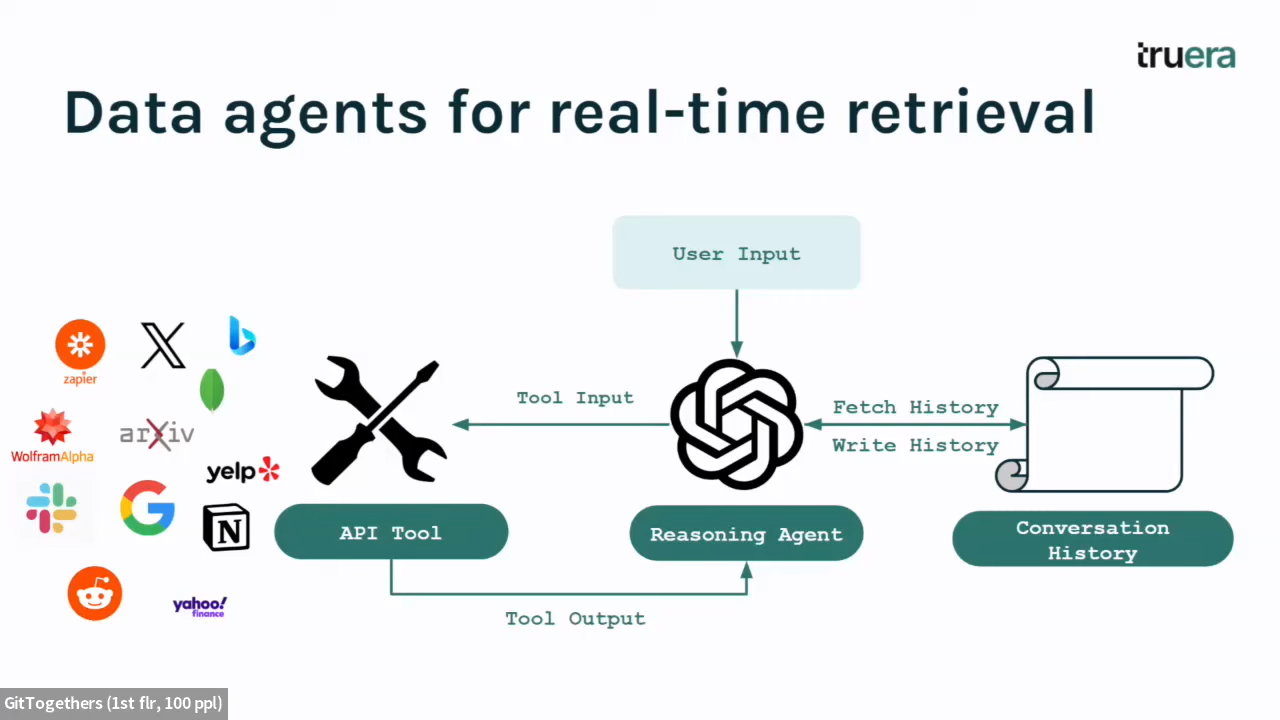 truera
Data agents for real-time retrieval
User Input
zapier
Tool Input
Fetch History
Write History
WolframAlpha
arXiv
yelp
N
API Tool
Reasoning Agent
Conversation
History
yahoo!
finance
Tool Output
GitTogethers (1st flr, 100 ppl)